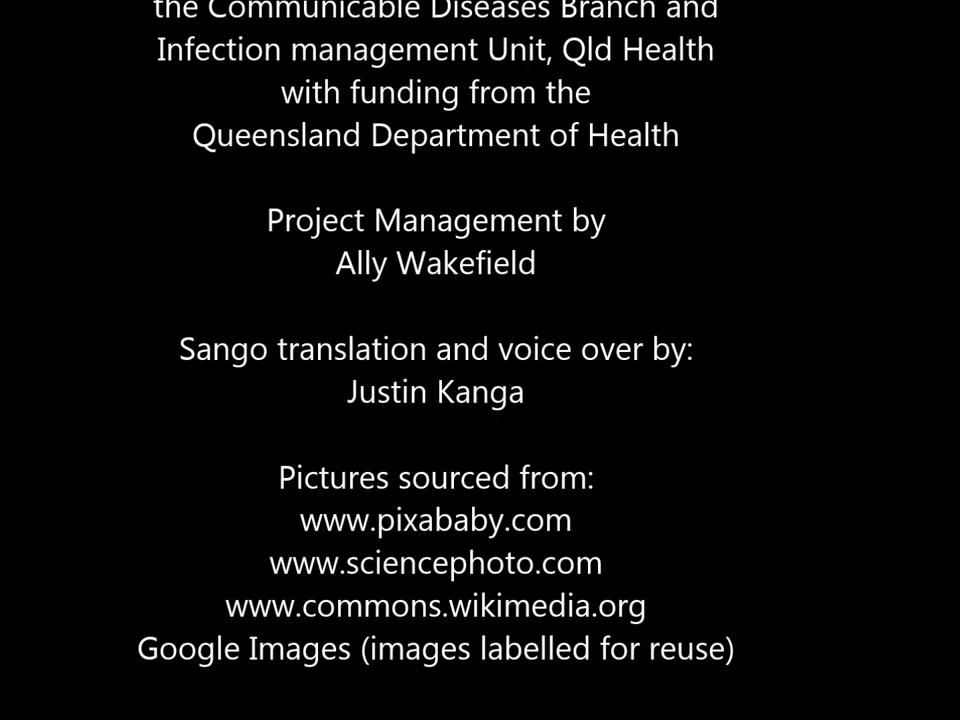 the Communicable Diseases Branch and
Infection management Unit, Qld Health
with funding from the
Queensland Department of Health
Project Management by
Ally Wakefield
Sango translation and voice over by:
Justin Kanga
Pictures sourced from:
www.pixababy.com
www.sciencephoto.com
www.commons.wikimedia.org
Google Images (images labelled for reuse)